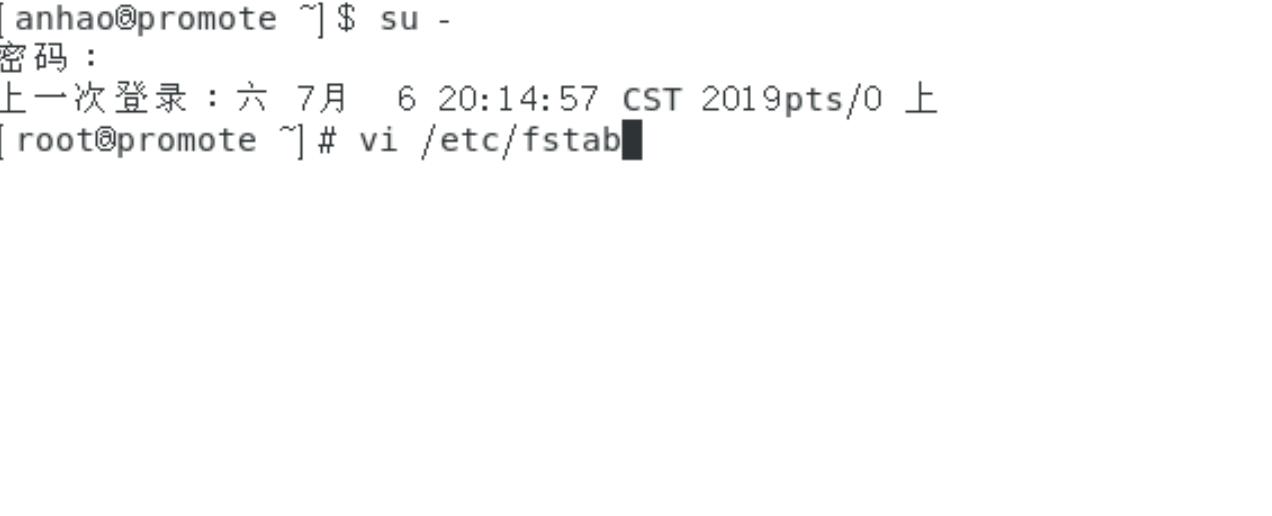 [anhao@promote ~]$ su -
密码：
上一次登录：六 7月  6 20:14:57 CST 2019pts/0 上
[root@promote ~]# vi /etc/fstab